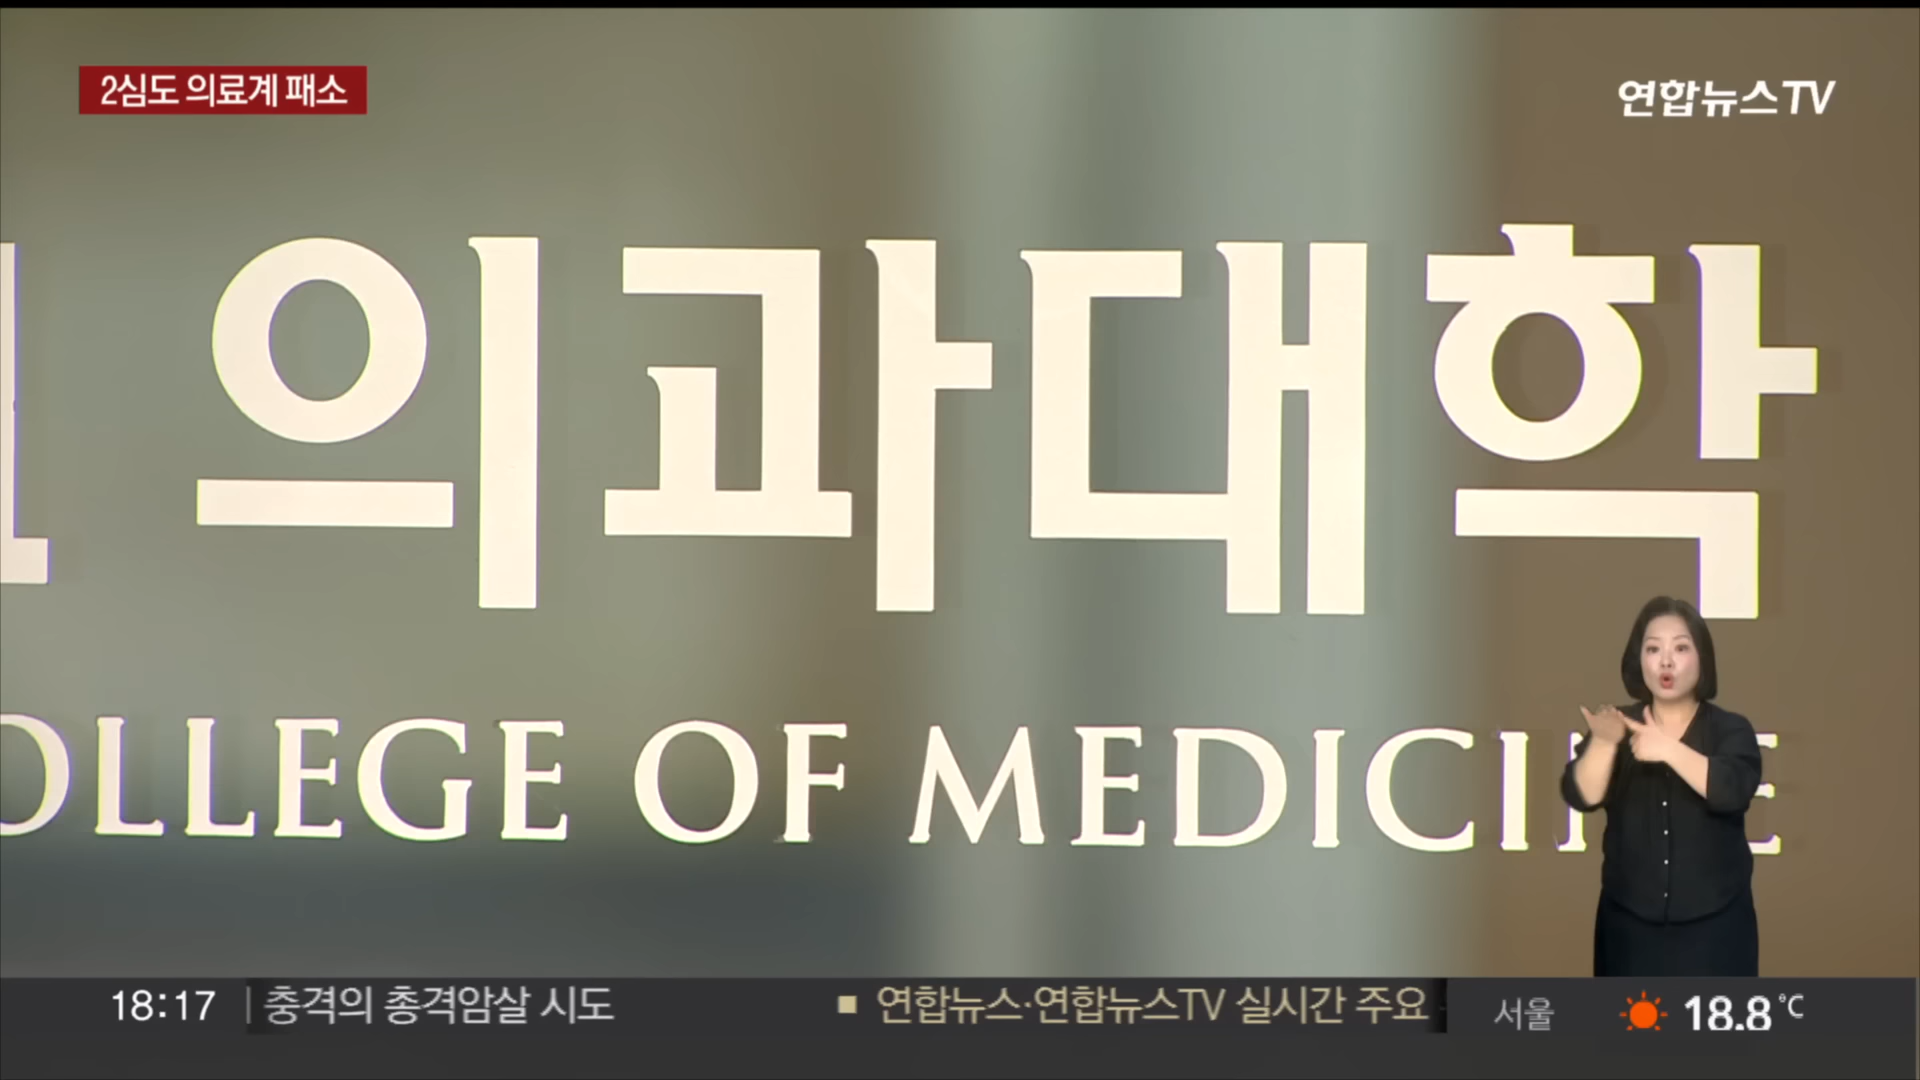 2심도 의료계 패소
연합뉴스TV
의과대학
OLLEGE OF MEDICINE
18:17 충격의 총격암살 시도 ■ 연합뉴스·연합뉴스TV 실시간 주요 서울 18.8℃